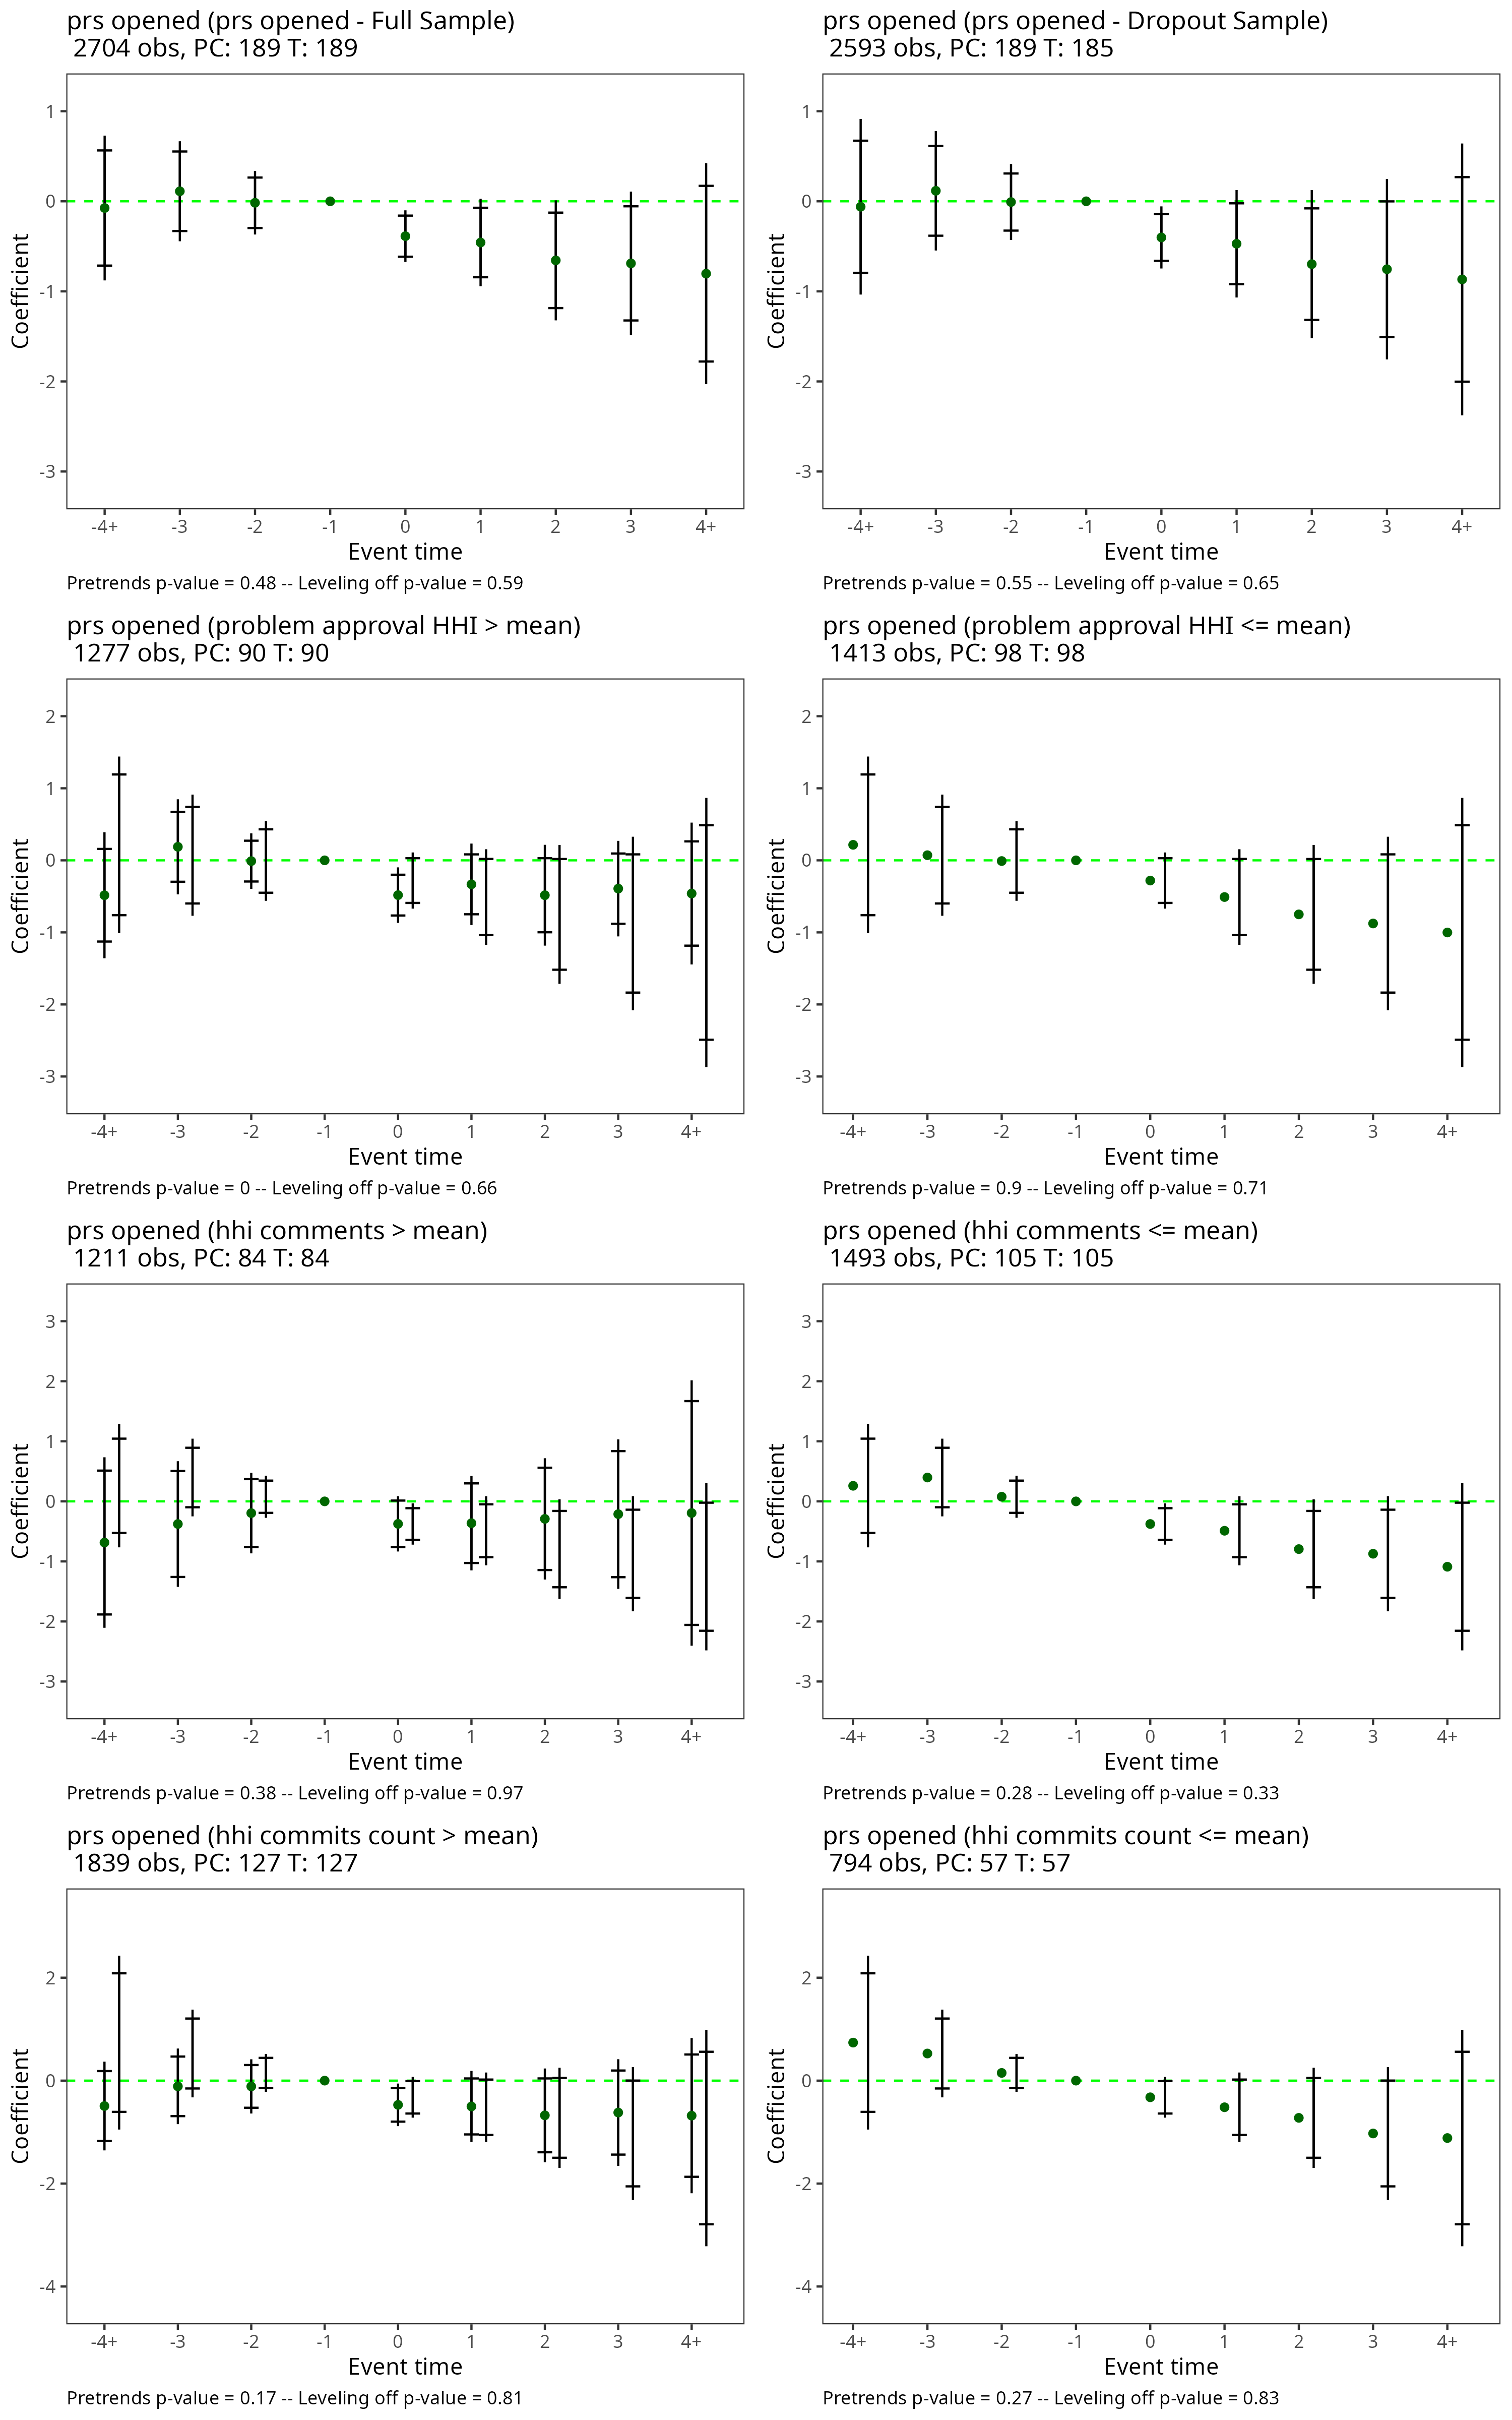 prs opened (prs opened - Full Sample)
2704 obs, PC: 189 T: 189
1
0
-1
-2
-3
Coefficient
-4+ -3 -2 -1 0 1 2 3 4+
Event time
Pretrends p-value = 0.48 -- Leveling off p-value = 0.59
prs opened (prs opened - Dropout Sample)
2593 obs, PC: 189 T: 185
1
0
-1
-2
-3
Coefficient
-4+ -3 -2 -1 0 1 2 3 4+
Event time
Pretrends p-value = 0.55 -- Leveling off p-value = 0.65
prs opened (problem approval HHI > mean)
1277 obs, PC: 90 T: 90
2
1
0
-1
-2
-3
Coefficient
-4+ -3 -2 -1 0 1 2 3 4+
Event time
Pretrends p-value = 0 -- Leveling off p-value = 0.66
prs opened (problem approval HHI <= mean)
1413 obs, PC: 98 T: 98
2
1
0
-1
-2
-3
Coefficient
-4+ -3 -2 -1 0 1 2 3 4+
Event time
Pretrends p-value = 0.9 -- Leveling off p-value = 0.71
prs opened (hhi comments > mean)
1211 obs, PC: 84 T: 84
3
2
1
0
-1
-2
-3
Coefficient
-4+ -3 -2 -1 0 1 2 3 4+
Event time
Pretrends p-value = 0.38 -- Leveling off p-value = 0.97
prs opened (hhi comments <= mean)
1493 obs, PC: 105 T: 105
3
2
1
0
-1
-2
-3
Coefficient
-4+ -3 -2 -1 0 1 2 3 4+
Event time
Pretrends p-value = 0.28 -- Leveling off p-value = 0.33
prs opened (hhi commits count > mean)
1839 obs, PC: 127 T: 127
2
0
-2
-4
Coefficient
-4+ -3 -2 -1 0 1 2 3 4+
Event time
Pretrends p-value = 0.17 -- Leveling off p-value = 0.81
prs opened (hhi commits count <= mean)
794 obs, PC: 57 T: 57
2
0
-2
-4
Coefficient
-4+ -3 -2 -1 0 1 2 3 4+
Event time
Pretrends p-value = 0.27 -- Leveling off p-value = 0.83